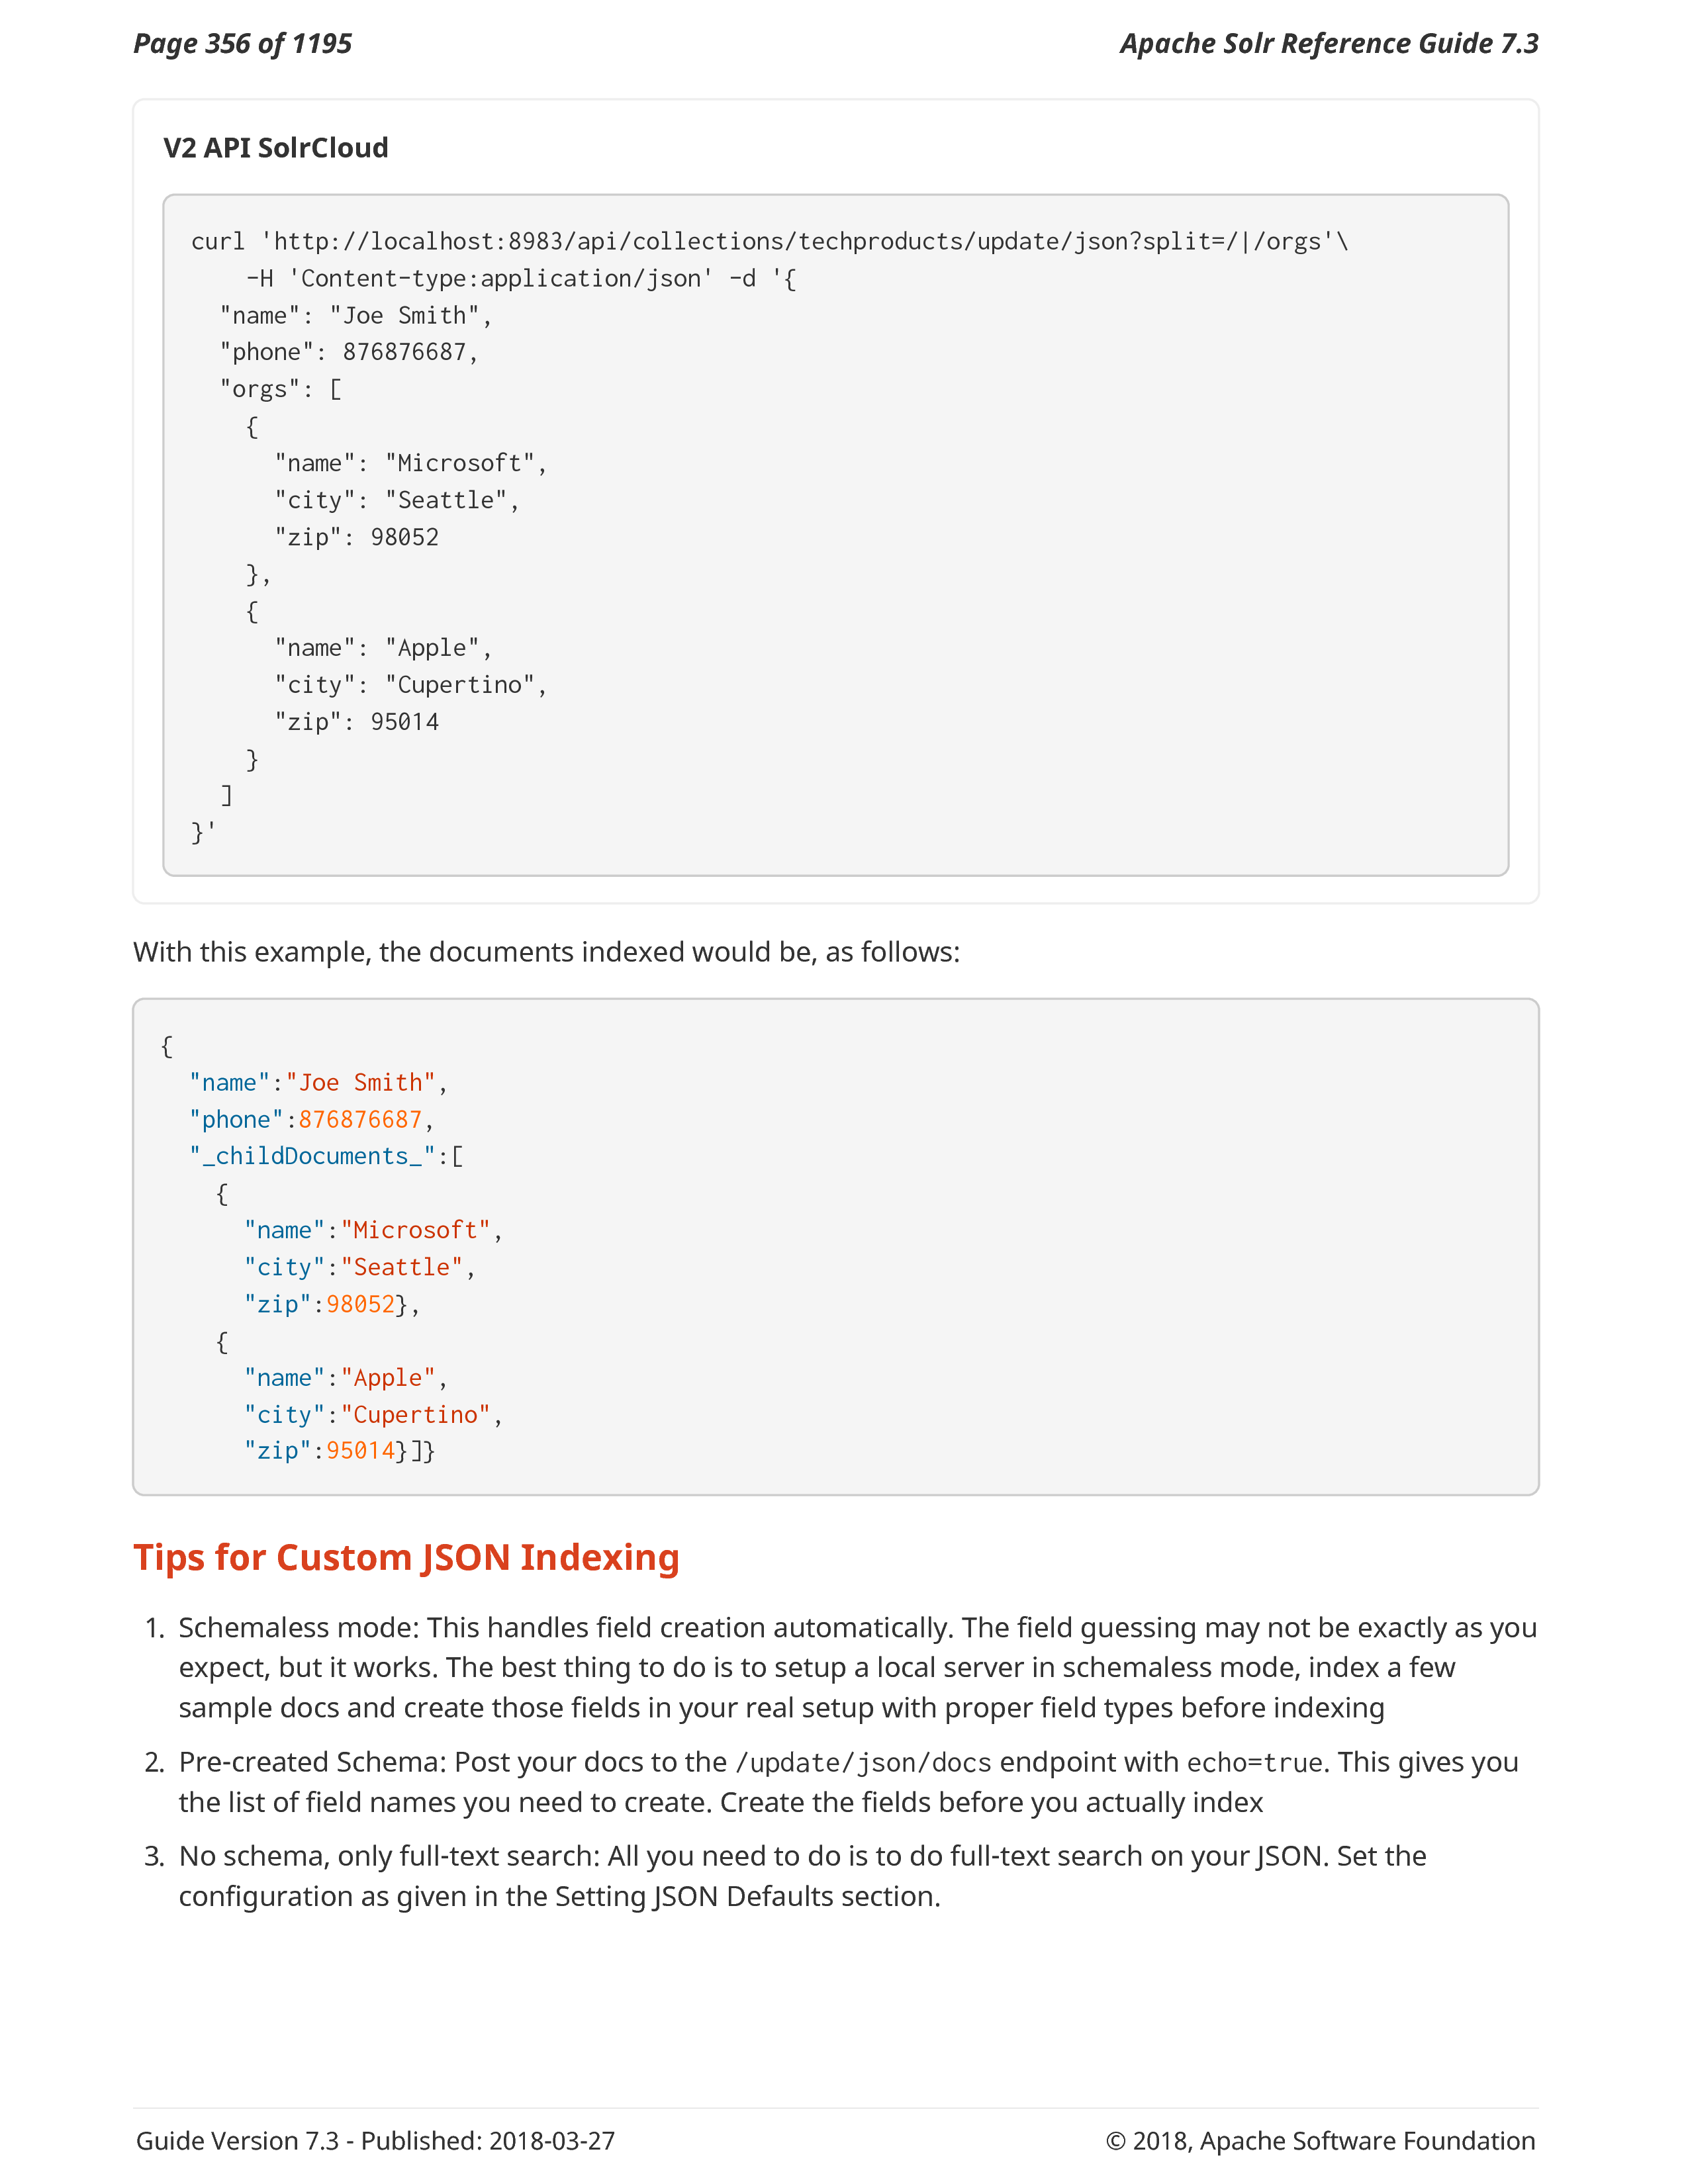 Page 356 of 1195
Apache Solr Reference Guide 7.3
V2 API SolrCloud
curl 'http://localhost:8983/api/collections/techproducts/update/json?split=/|/orgs'\
    -H 'Content-type:application/json' -d '{
  "name": "Joe Smith",
  "phone": 876876687,
  "orgs": [
    {
      "name": "Microsoft",
      "city": "Seattle",
      "zip": 98052
    },
    {
      "name": "Apple",
      "city": "Cupertino",
      "zip": 95014
    }
  ]
}'
With this example, the documents indexed would be, as follows:
{
  "name":"Joe Smith",
  "phone":876876687,
  "_childDocuments_":[
    {
      "name":"Microsoft",
      "city":"Seattle",
      "zip":98052},
    {
      "name":"Apple",
      "city":"Cupertino",
      "zip":95014}]}
Tips for Custom JSON Indexing
1. Schemaless mode: This handles field creation automatically. The field guessing may not be exactly as you
expect, but it works. The best thing to do is to setup a local server in schemaless mode, index a few
sample docs and create those fields in your real setup with proper field types before indexing
2. Pre-created Schema: Post your docs to the /update/json/docs endpoint with echo=true. This gives you
the list of field names you need to create. Create the fields before you actually index
3. No schema, only full-text search: All you need to do is to do full-text search on your JSON. Set the
configuration as given in the Setting JSON Defaults section.
Guide Version 7.3 - Published: 2018-03-27
© 2018, Apache Software Foundation